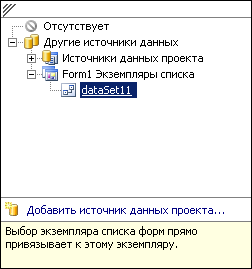 Отсутствует
Другие источники данных
Источники данных проекта
Form1 Экземпляры списка
dataSet11
Добавить источник данных проекта...
Выбор экземпляра списка форм прямо
привязывает к этому экземпляру.